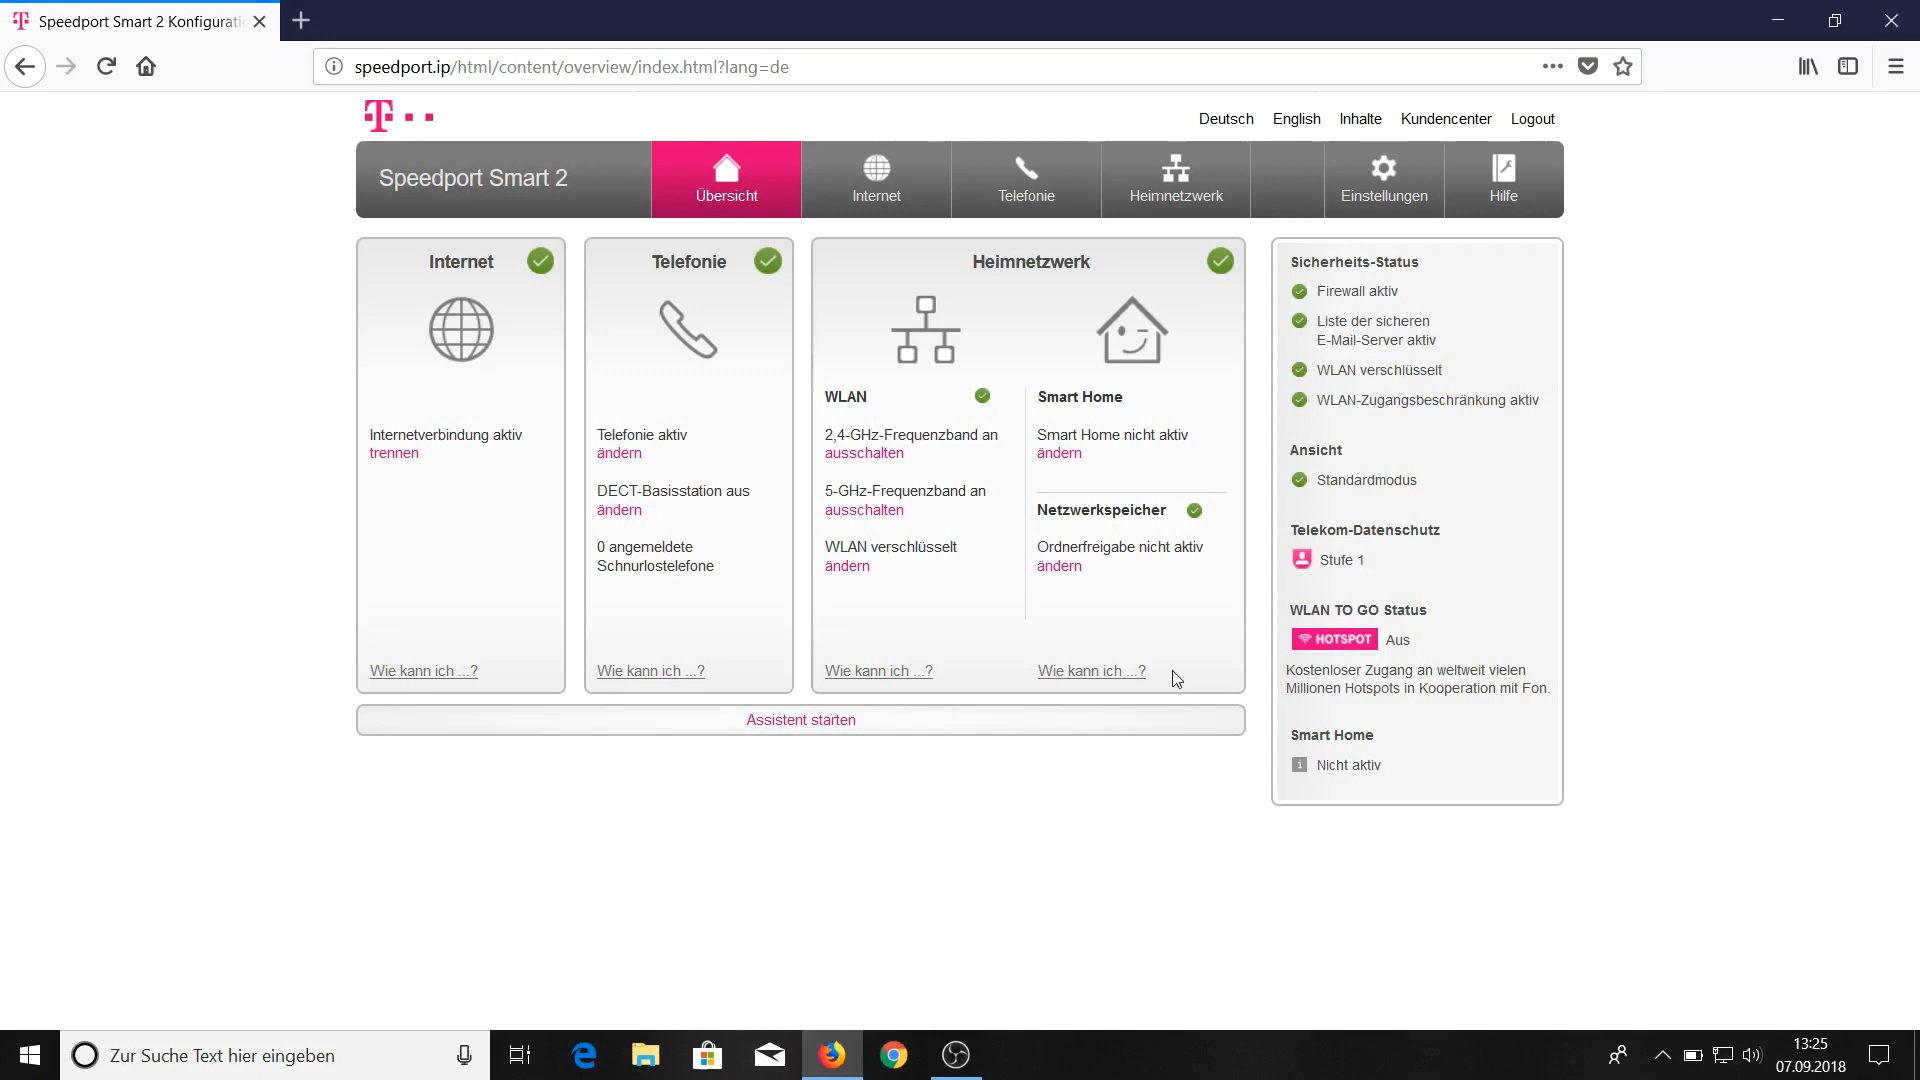 Speedport Smart 2 Konfigurati
speedport.ip/html/content/overview/index.html?lang=de
T
Deutsch English Inhalte Kundencenter Logout
Speedport Smart 2
Übersicht
Internet
Telefonie
Heimnetzwerk
Einstellungen
Hilfe
Internet
Internetverbindung aktiv
trennen
Wie kann ich ...?
Telefonie
Telefonie aktiv
ändern
DECT-Basisstation aus
ändern
0 angemeldete
Schnurlostelefone
Wie kann ich ...?
Heimnetzwerk
WLAN
2,4-GHz-Frequenzband an
ausschalten
5-GHz-Frequenzband an
ausschalten
WLAN verschlüsselt
ändern
Wie kann ich ...?
Smart Home
Smart Home nicht aktiv
ändern
Netzwerkspeicher
Ordnerfreigabe nicht aktiv
ändern
Wie kann ich ...?
Assistent starten
Sicherheits-Status
Firewall aktiv
Liste der sicheren
E-Mail-Server aktiv
WLAN verschlüsselt
WLAN-Zugangsbeschränkung aktiv
Ansicht
Standardmodus
Telekom-Datenschutz
Stufe 1
WLAN TO GO Status
HOTSPOT Aus
Kostenloser Zugang an weltweit vielen
Millionen Hotspots in Kooperation mit Fon.
Smart Home
Nicht aktiv
Zur Suche Text hier eingeben
13:25
07.09.2018